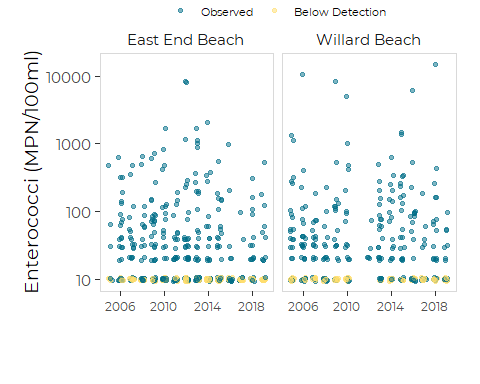 Observed Below Detection
East End Beach Willard Beach
Enterococci (MPN/100ml)
10000
1000
100
10
2006 2010 2014 2018 2006 2010 2014 2018